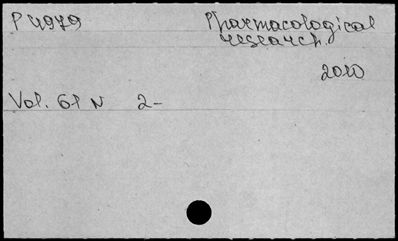 P 4979 Pharmacological
research.
2010
Vol. 61 N 2-